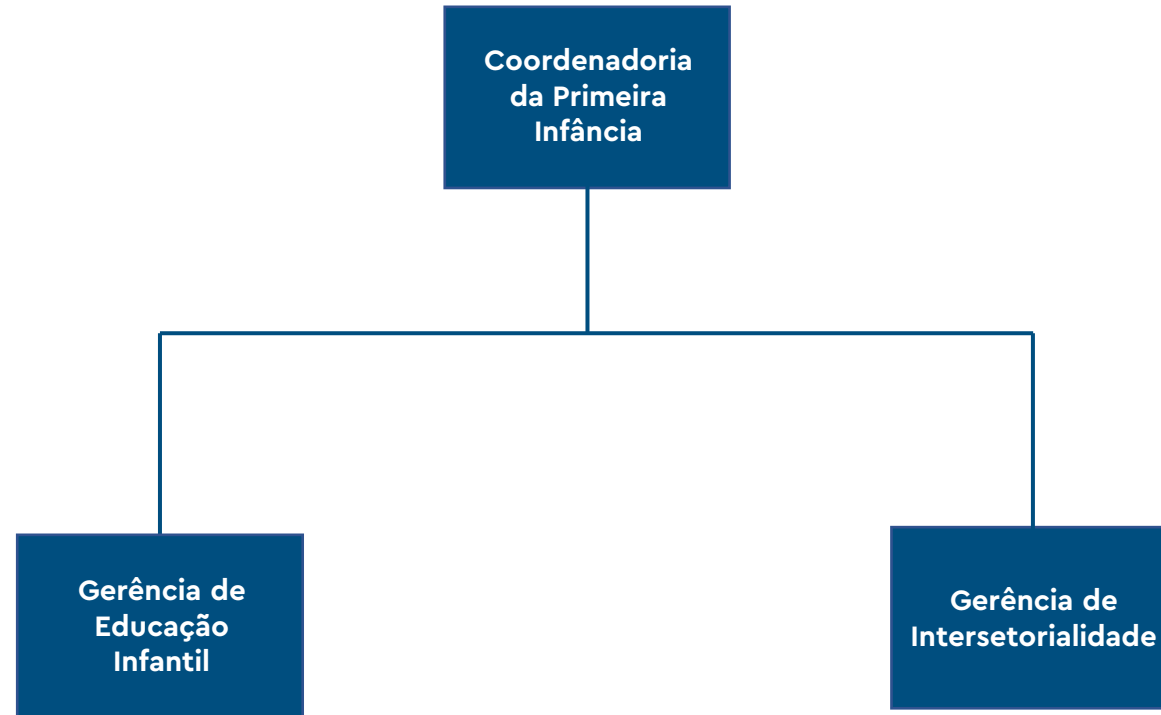 Coordenadoria
da Primeira
Infância
Gerência de
Educação
Infantil
Gerência de
Intersetorialidade